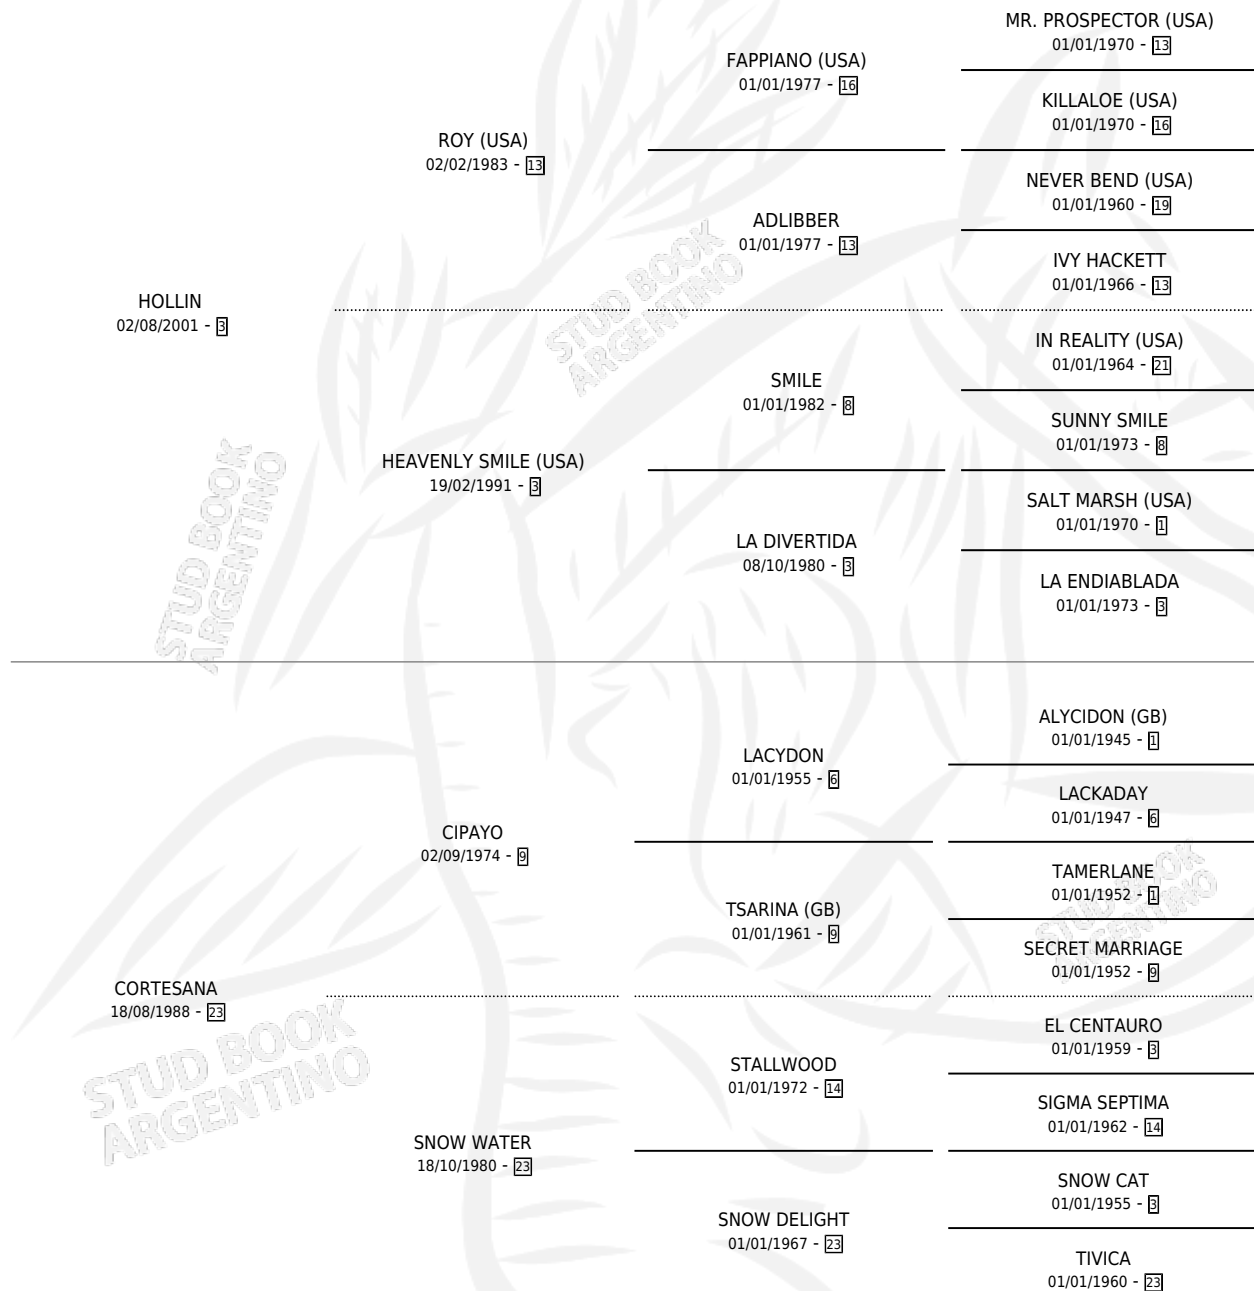 MR. PROSPECTOR (USA)
01/01/1970 - 13
FAPPIANO (USA)
01/01/1977 - 16
KILLALOE (USA)
01/01/1970 - 16
ROY (USA)
02/02/1983 - 13
NEVER BEND (USA)
01/01/1960 - 19
ADLIBBER
01/01/1977 - 13
IVY HACKETT
01/01/1966 - 13
HOLLIN
02/08/2001 - 3
IN REALITY (USA)
01/01/1964 - 21
SMILE
01/01/1982 - 8
SUNNY SMILE
01/01/1973 - 8
HEAVENLY SMILE (USA)
19/02/1991 - 3
SALT MARSH (USA)
01/01/1970 - 1
LA DIVERTIDA
08/10/1980 - 3
LA ENDIABLADA
01/01/1973 - 3
ALYCIDON (GB)
01/01/1945 - 1
LACYDON
01/01/1955 - 6
LACKADAY
01/01/1947 - 6
CIPAYO
02/09/1974 - 9
TAMERLANE
01/01/1952 - 1
TSARINA (GB)
01/01/1961 - 9
SECRET MARRIAGE
01/01/1952 - 9
CORTESANA
18/08/1988 - 23
EL CENTAURO
01/01/1959 - 3
STALLWOOD
01/01/1972 - 14
SIGMA SEPTIMA
01/01/1962 - 14
SNOW WATER
18/10/1980 - 23
SNOW CAT
01/01/1955 - 3
SNOW DELIGHT
01/01/1967 - 23
TIVICA
01/01/1960 - 23
STUD BOOK
ARGENTINO
STUD BOOK
ARGENTINO
STUD BOOK
ARGENTINO
STUD BOOK
ARGENTINO